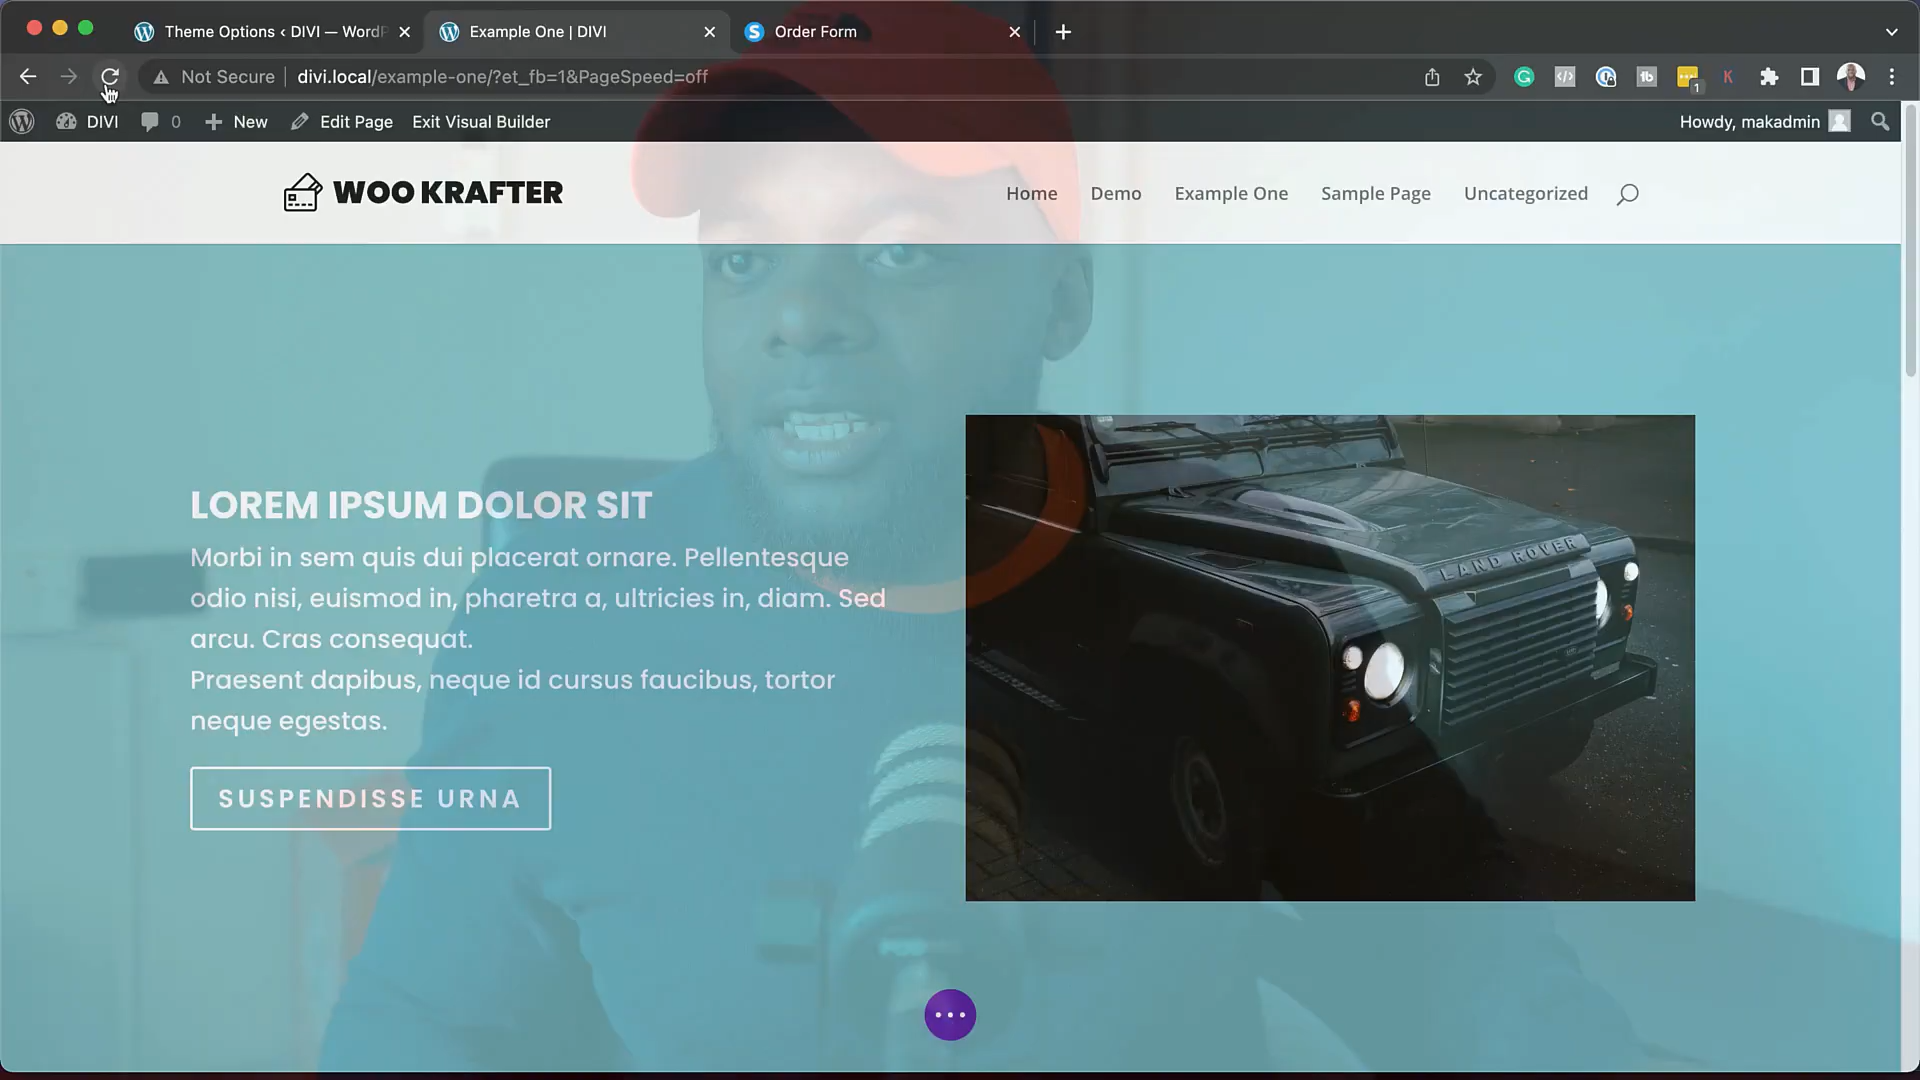 Theme Options ‹ DIVI — WordP
Example One | DIVI
Order Form
Not Secure
divi.local/example-one/?et_fb=1&PageSpeed=off
1
DIVI
0
New
Edit Page
Exit Visual Builder
Howdy, makadmin
WOO KRAFTER
Home
Demo
Example One
Sample Page
Uncategorized
LOREM IPSUM DOLOR SIT
Morbi in sem quis dui placerat ornare. Pellentesque
odio nisi, euismod in, pharetra a, ultricies in, diam. Sed
arcu. Cras consequat.
Praesent dapibus, neque id cursus faucibus, tortor
neque egestas.
SUSPENDISSE URNA
LAND ROVER